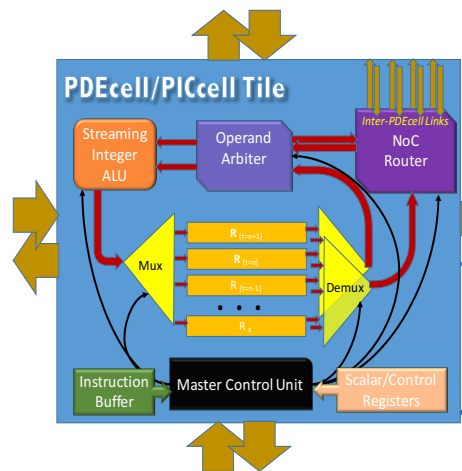 PDEcell/PICcell Tile
Streaming
Integer
ALU
Operand
Arbiter
Inter-PDEcell Links
NoC
Router
Mux
R [t=n+1]
R [t=n]
R [t=n-1]
. . .
R 0
Demux
Instruction
Buffer
Master Control Unit
Scalar/Control
Registers